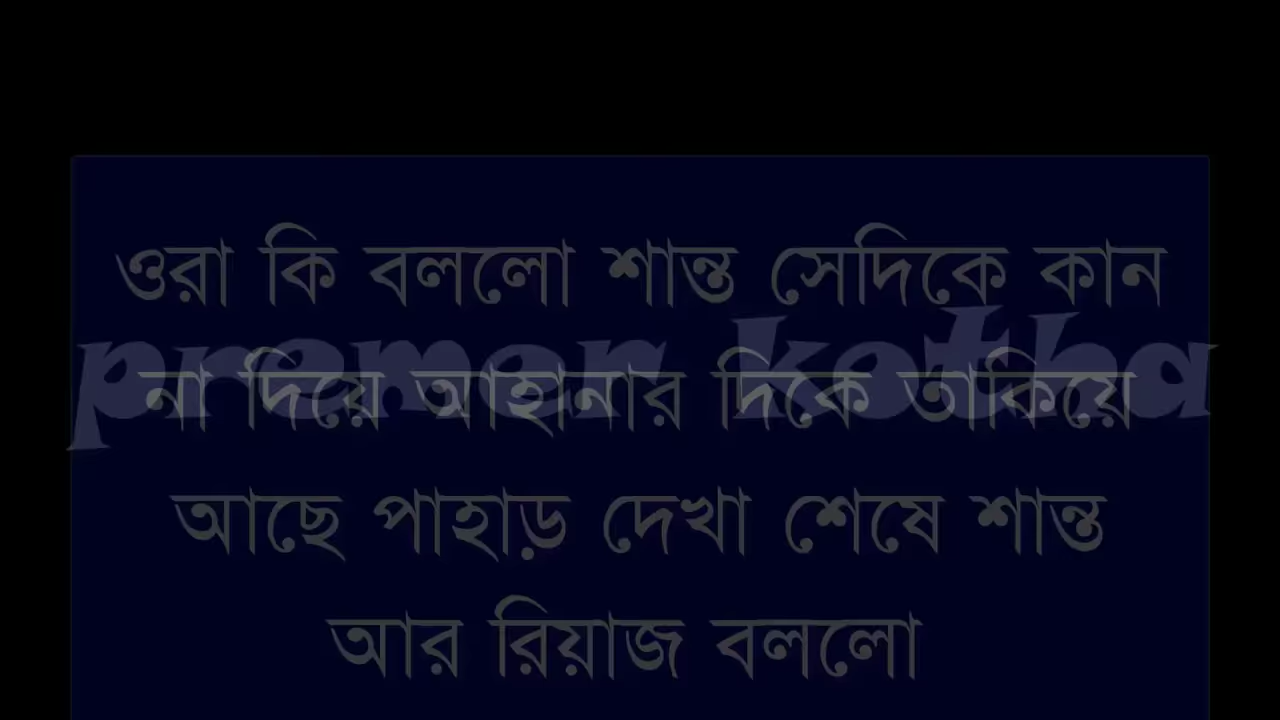 ওরা কি বললো শান্ত সেদিকে কান
premer kotha
না দিয়ে আহানার দিকে তাকিয়ে
আছে পাহাড় দেখা শেষে শান্ত
আর রিয়াজ বললো